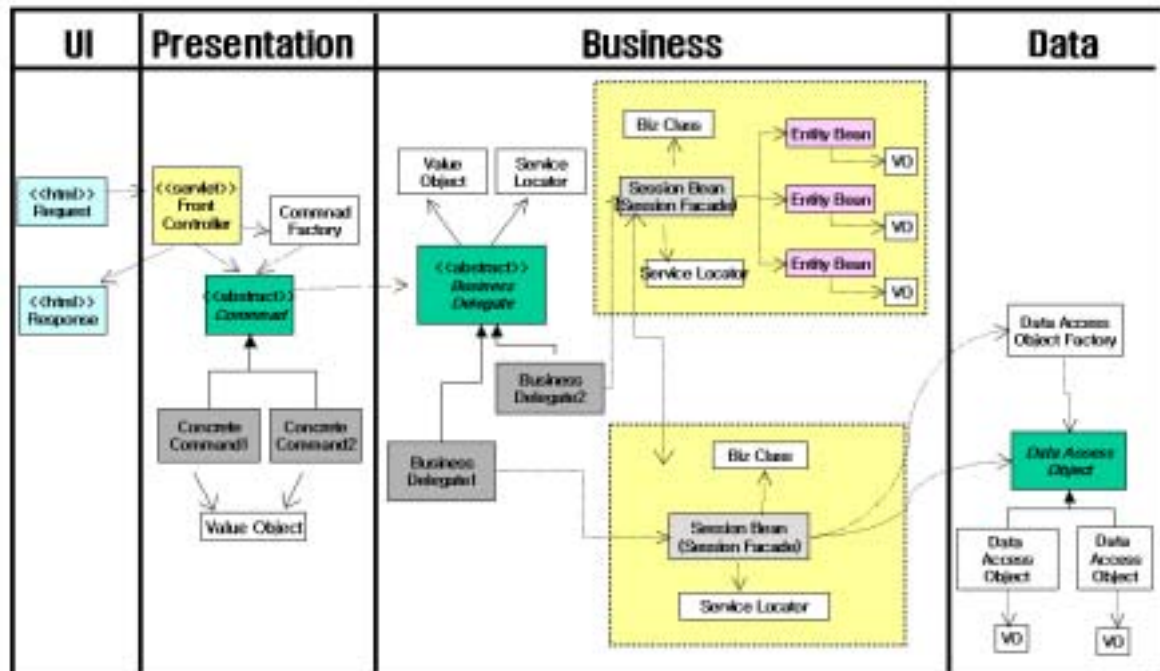 UI
Presentation
Business
Data
<<html>>
Request
<<html>>
Response
<<servlet>>
Front
Controller
Commnad
Factory
<<abstract>>
Commnad
Concrete
Command1
Concrete
Command2
Value Object
Value
Object
Service
Locator
<<abstract>>
Business
Delegate
Business
Delegate2
Business
Delegate1
Biz Class
Session Bean
(Session Facade)
Service Locator
Entity Bean
VO
Entity Bean
VO
Entity Bean
VO
Biz Class
Session Bean
(Session Facade)
Service Locator
Data Access
Object Factory
Data Access
Object
Data
Access
Object
Data
Access
Object
VO
VO